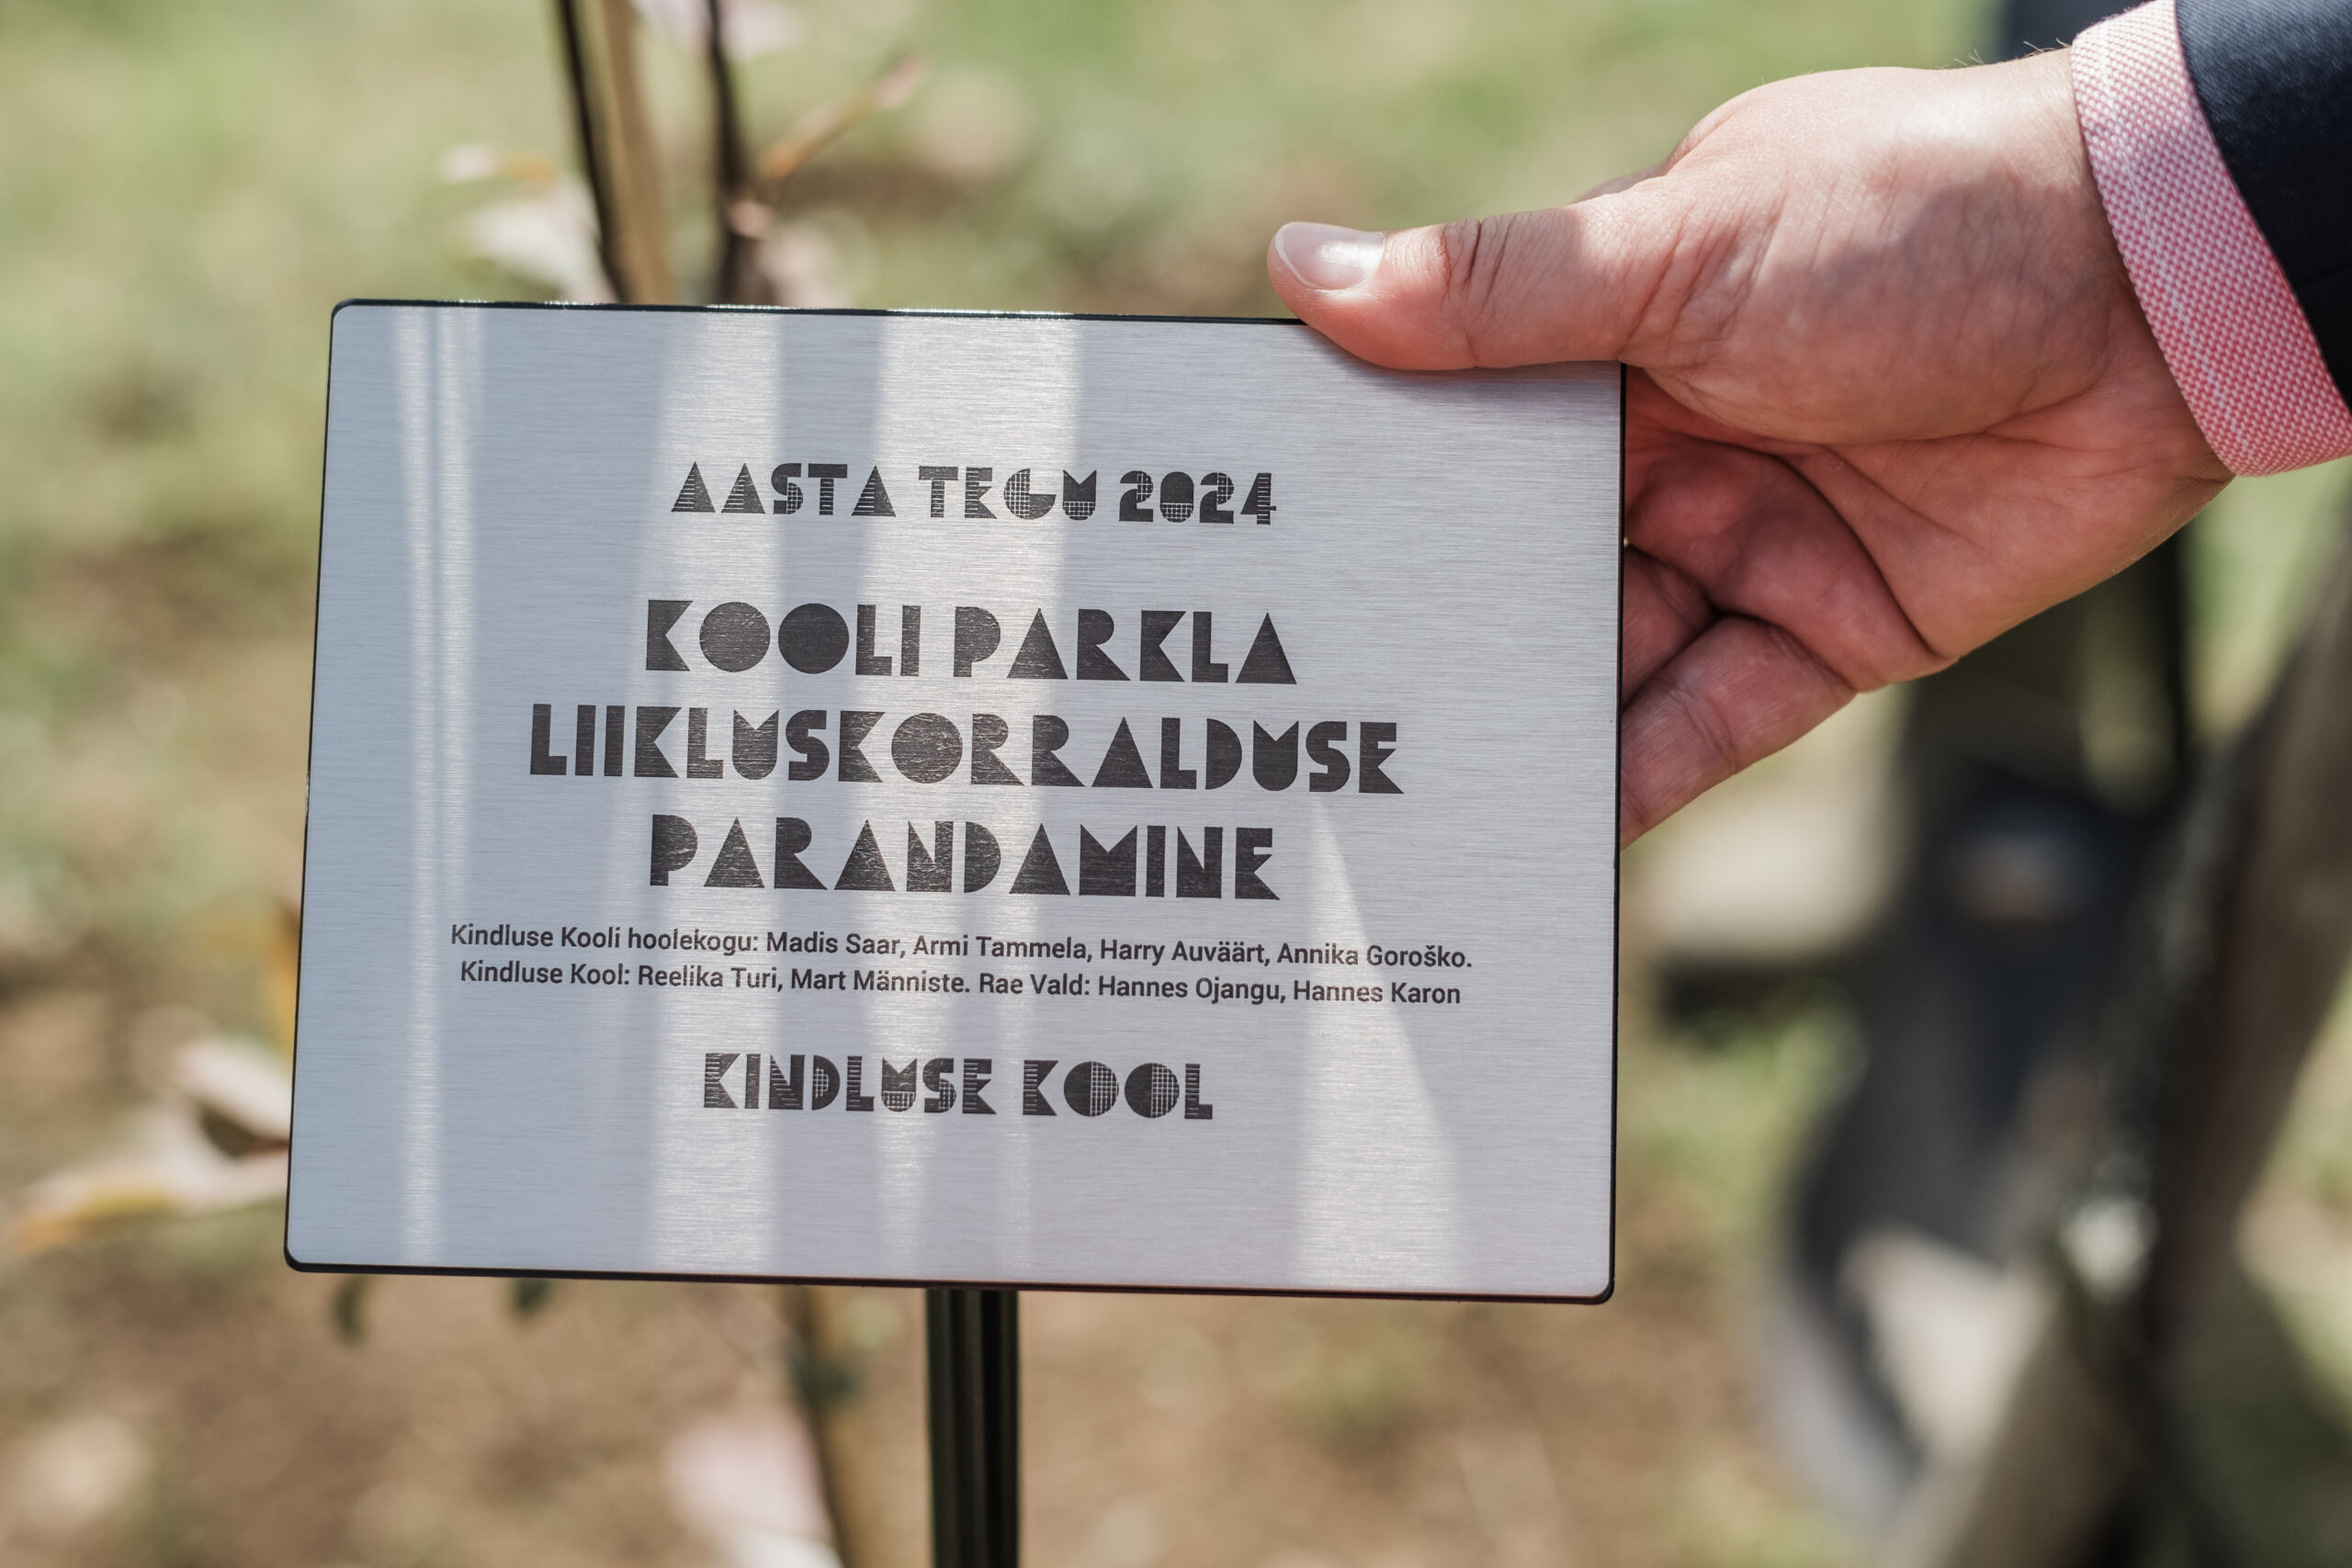 AASTA TEGU 2024
KOOLI PARKLA
LIIKLUSKORRALDUSE
PARANDAMINE
Kindluse Kooli hoolekogu: Madis Saar, Armi Tammela, Harry Auväärt, Annika Goroško.
Kindluse Kool: Reelika Turi, Mart Männiste. Rae Vald: Hannes Ojangu, Hannes Karon
KINDLUSE KOOL